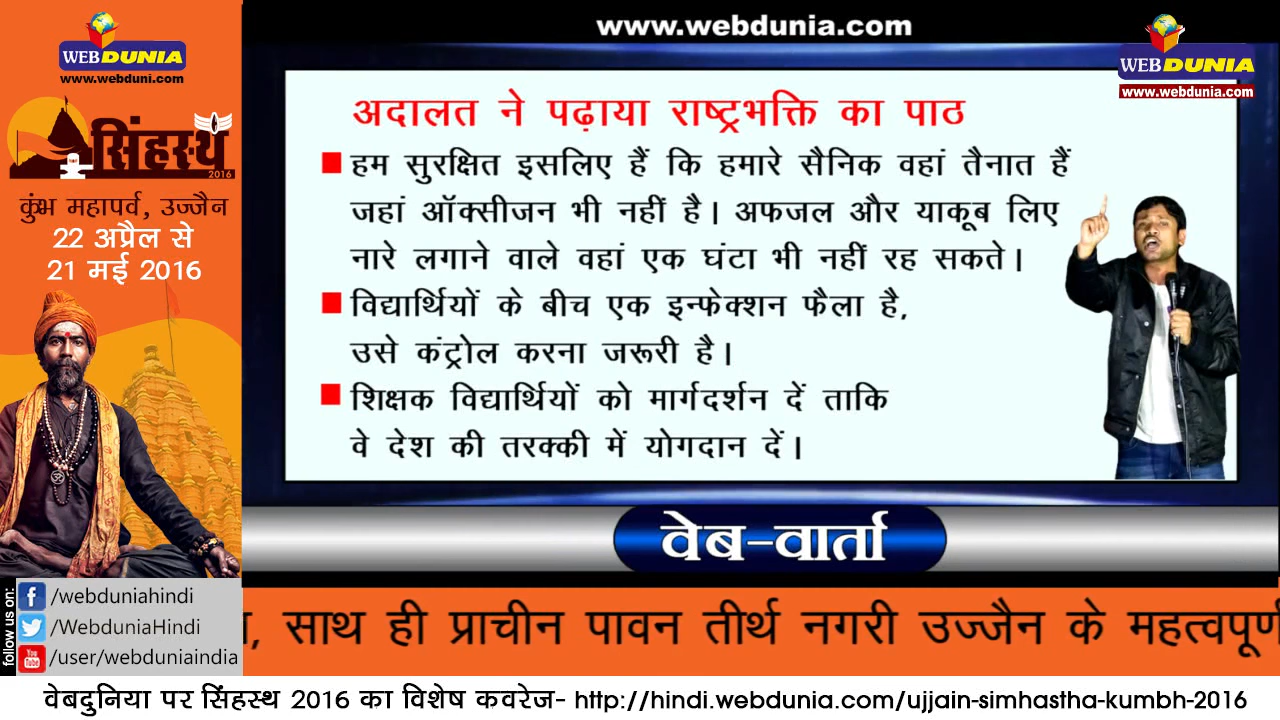 www.webdunia.com
WEBDUNIA
www.webduni.com
WEBDUNIA
www.webdunia.com
सिंहस्थ
2016
कुंभ महापर्व, उज्जैन
22 अप्रैल से
21 मई 2016
अदालत ने पढ़ाया राष्ट्रभक्ति का पाठ
हम सुरक्षित इसलिए हैं कि हमारे सैनिक वहां तैनात हैं
जहां ऑक्सीजन भी नहीं है। अफजल और याकूब लिए
नारे लगाने वाले वहां एक घंटा भी नहीं रह सकते।
विद्यार्थियों के बीच एक इन्फेक्शन फैला है,
उसे कंट्रोल करना जरूरी है।
शिक्षक विद्यार्थियों को मार्गदर्शन दें ताकि
वे देश की तरक्की में योगदान दें।
वेब-वार्ता
follow us on:
/webduniahindi
/WebduniaHindi
You Tube /user/webduniaindia
, साथ ही प्राचीन पावन तीर्थ नगरी उज्जैन के महत्वपूर्ण
वेबदुनिया पर सिंहस्थ 2016 का विशेष कवरेज- http://hindi.webdunia.com/ujjain-simhastha-kumbh-2016